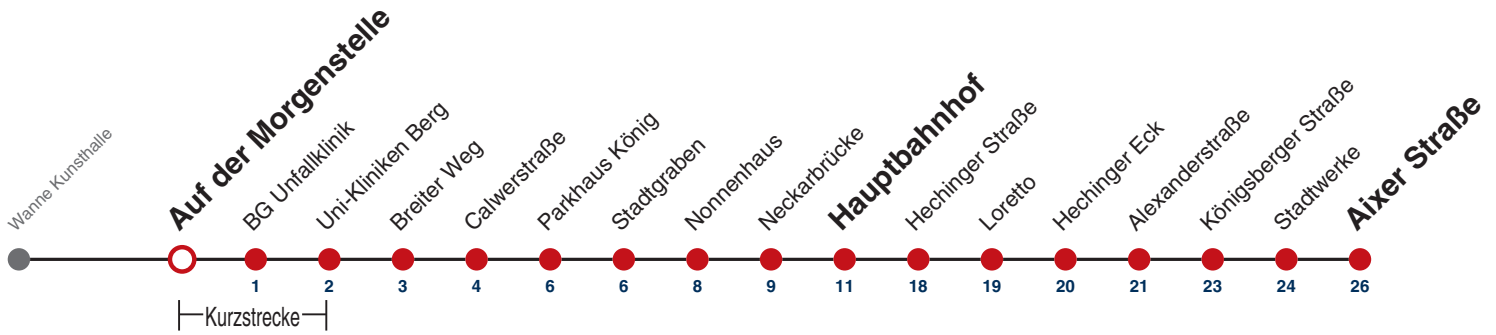 Wanne Kunsthalle
Auf der Morgenstelle
BG Unfallklinik
Uni-Kliniken Berg
Breiter Weg
Calwerstraße
Parkhaus König
Stadtgraben
Nonnenhaus
Neckarbrücke
Hauptbahnhof
Hechinger Straße
Loretto
Hechinger Eck
Alexanderstraße
Königsberger Straße
Stadtwerke
Aixer Straße
1 2 3 4 6 6 8 9 11 18 19 20 21 23 24 26
Kurzstrecke